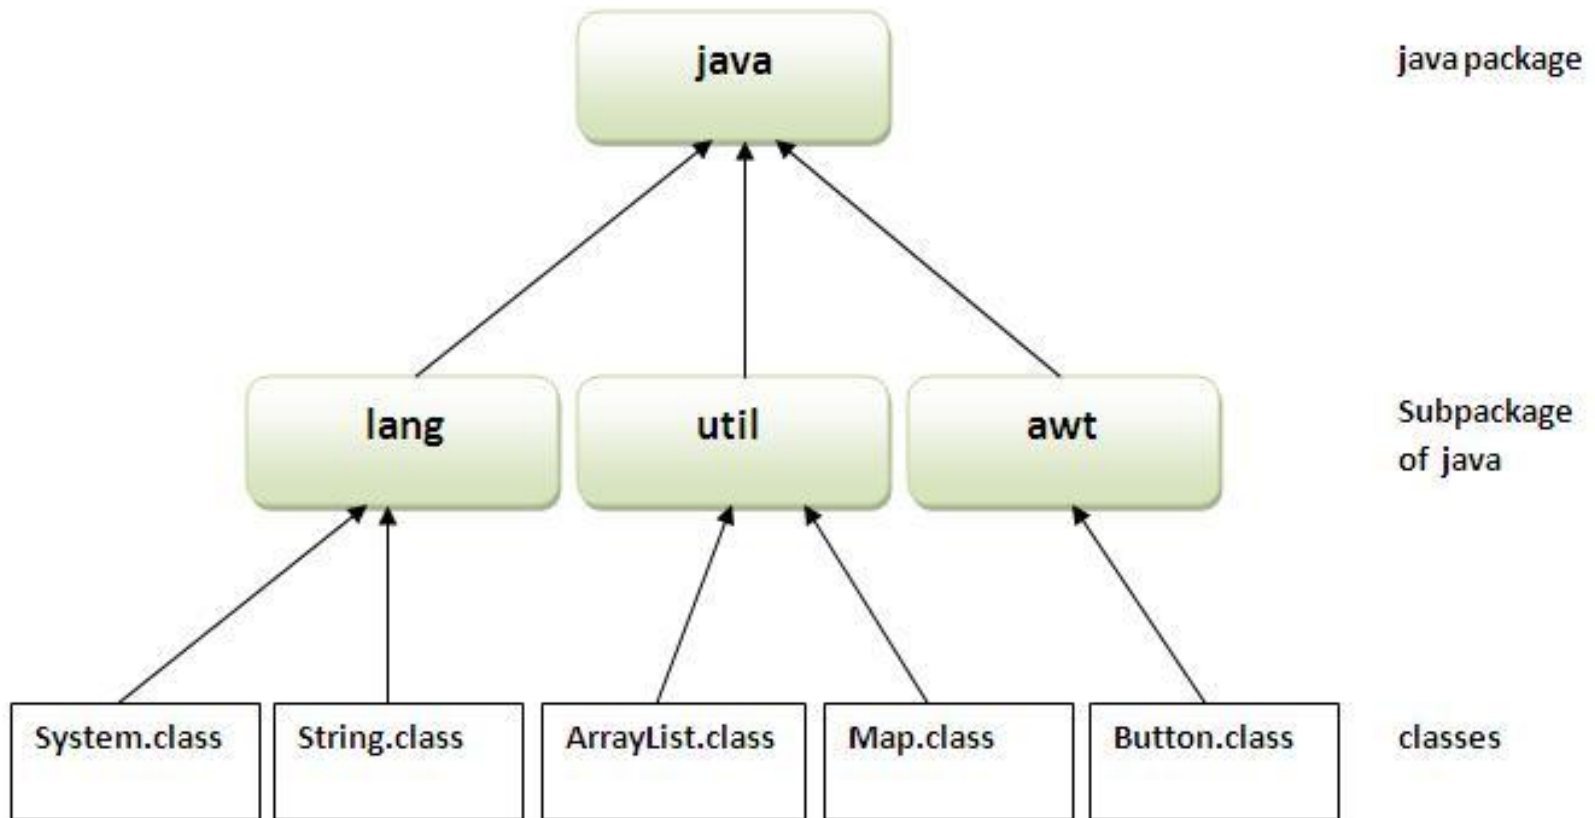 java
java package
lang
util
awt
Subpackage
of java
System.class
String.class
ArrayList.class
Map.class
Button.class
classes